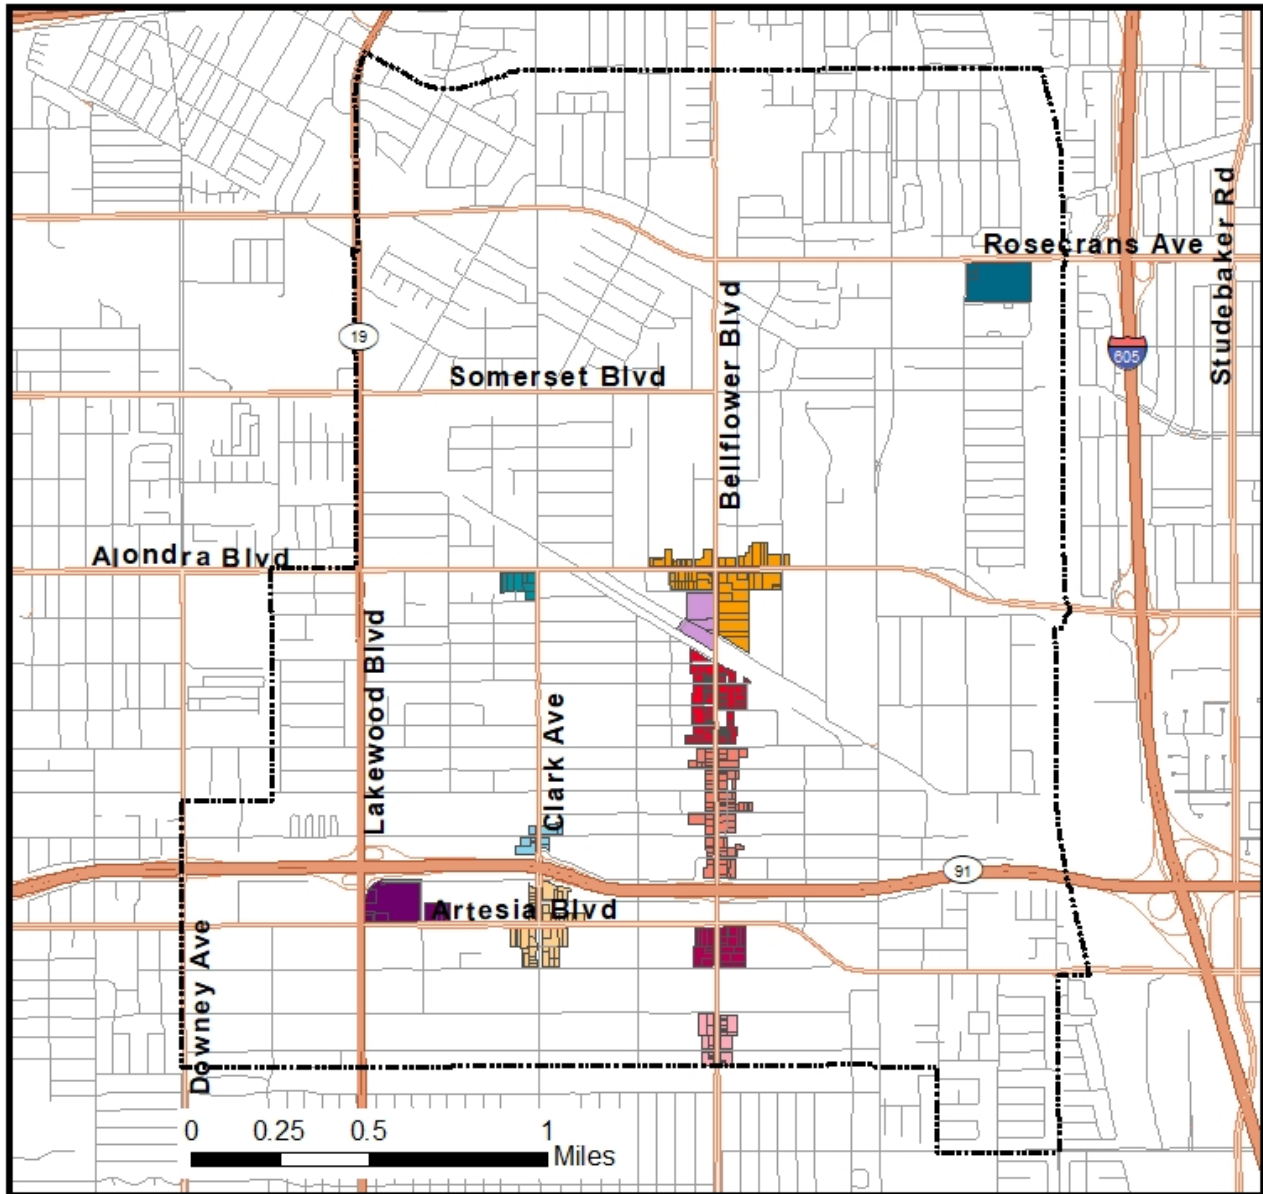 Rosecrans Ave
Studebaker Rd
Bellflower Blvd
19
605
Somerset Blvd
Alondra Blvd
Lakewood Blvd
Clark Ave
91
Artesia Blvd
Downey Ave
0 0.25 0.5 1
Miles